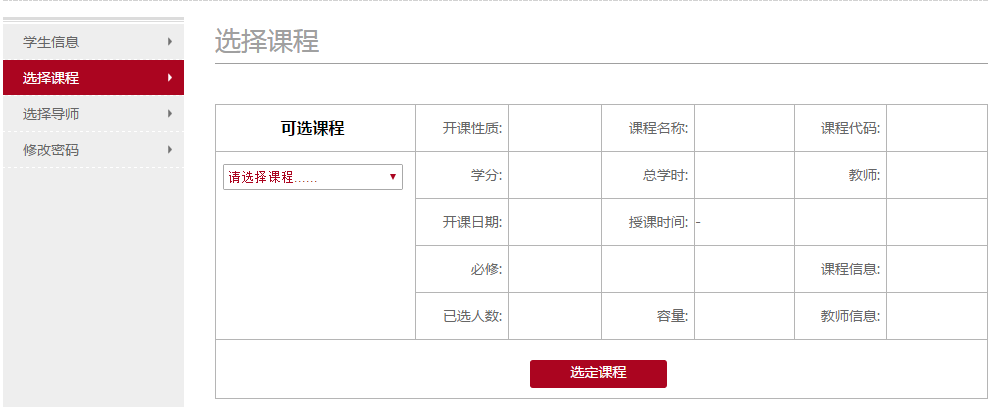 学生信息
选择课程
选择导师
修改密码
选择课程
可选课程 开课性质: 课程名称: 课程代码:
请选择课程...... 学分: 总学时: 教师:
开课日期: 授课时间: -
必修: 课程信息:
已选人数: 容量: 教师信息:
选定课程